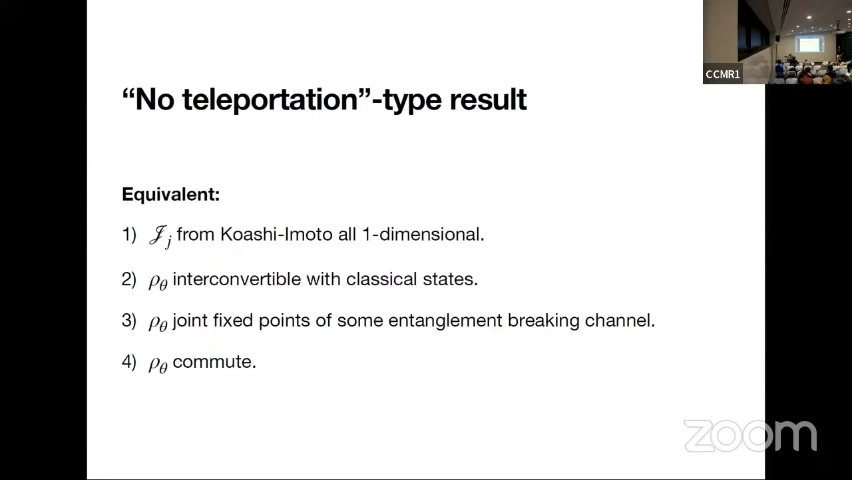 CCMR1
“No teleportation”-type result
Equivalent:
1) 𝒥ⱼ from Koashi-Imoto all 1-dimensional.
2) ρ_θ interconvertible with classical states.
3) ρ_θ joint fixed points of some entanglement breaking channel.
4) ρ_θ commute.
zoom